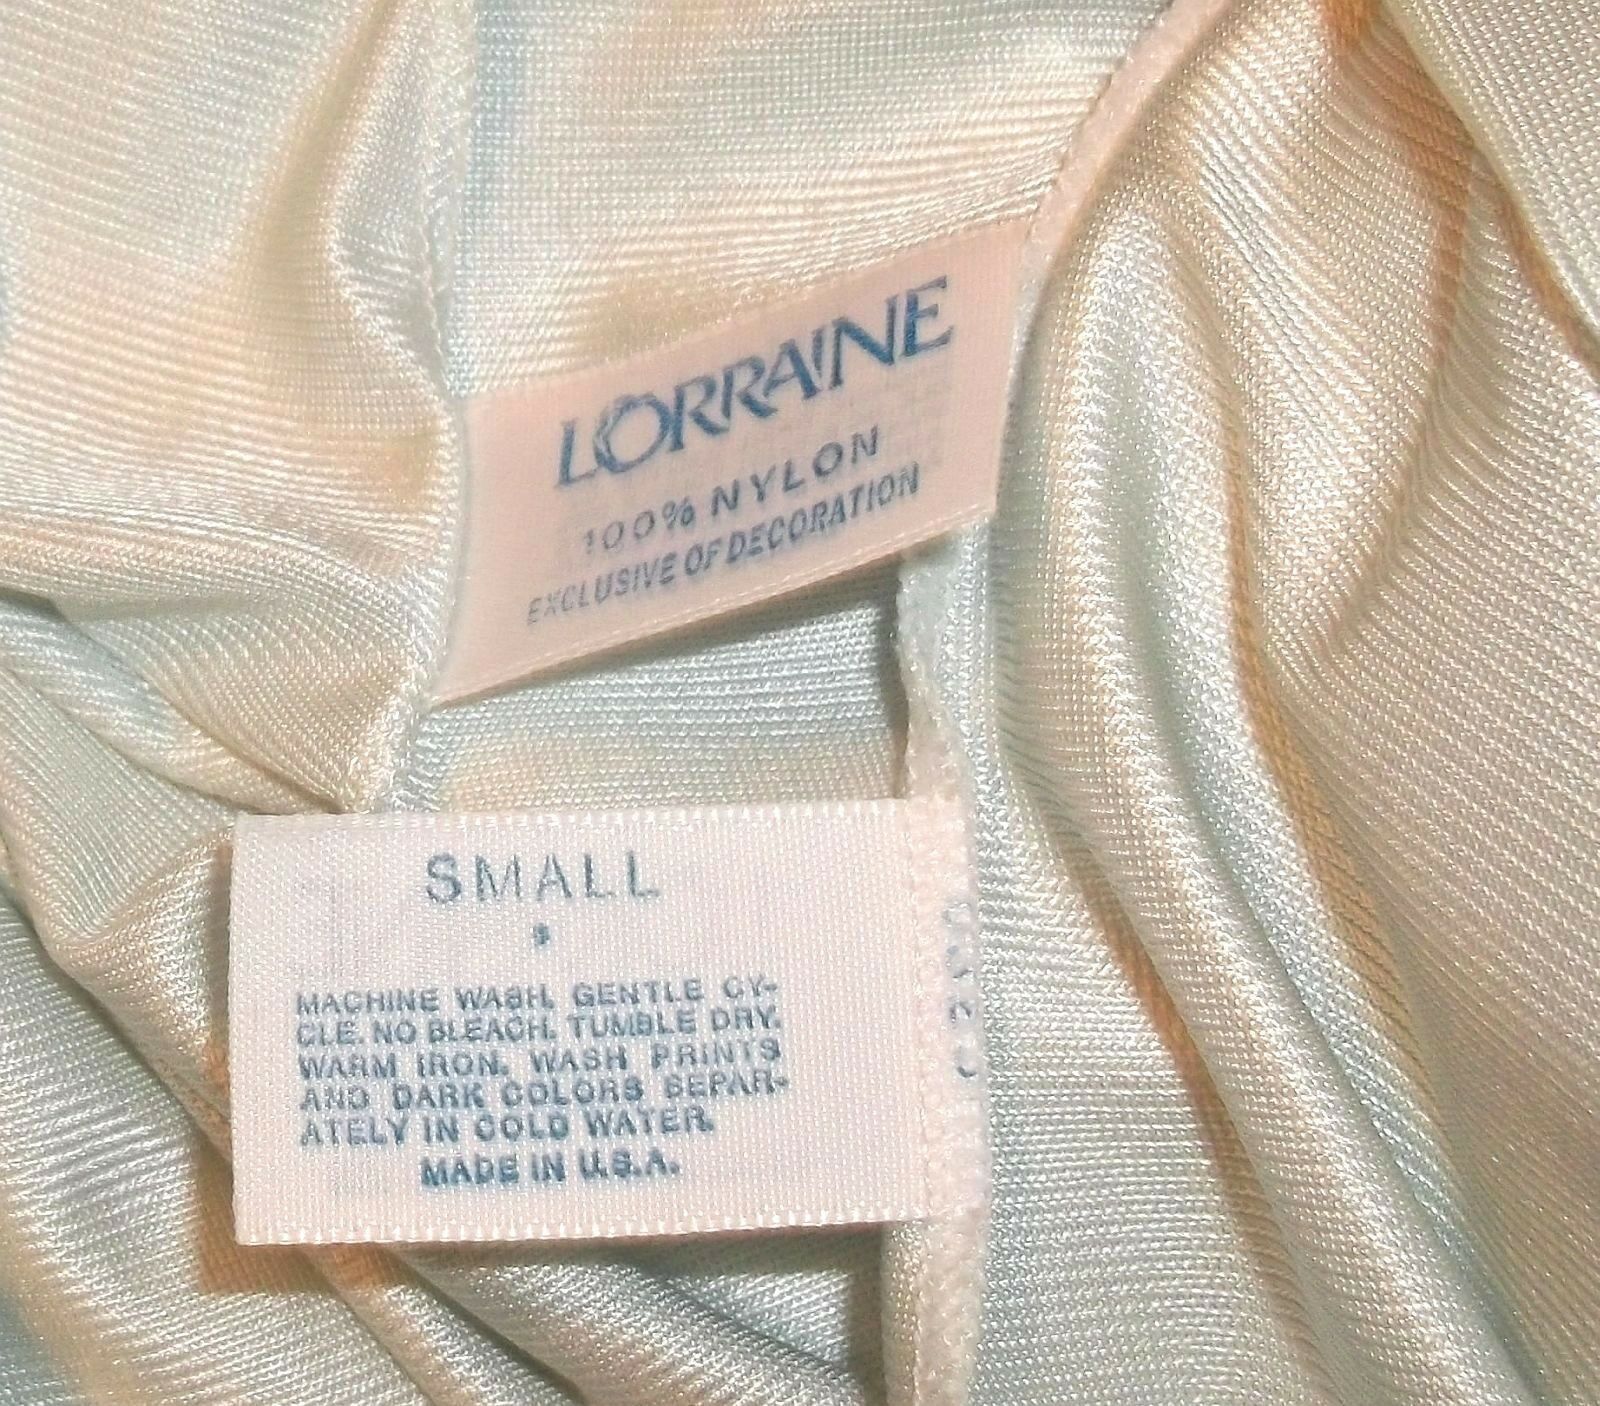 LORRAINE
100% NYLON
EXCLUSIVE OF DECORATION
SMALL
S
MACHINE WASH, GENTLE CY-
CLE. NO BLEACH. TUMBLE DRY.
WARM IRON. WASH PRINTS
AND DARK COLORS SEPAR-
ATELY IN COLD WATER.
MADE IN U.S.A.